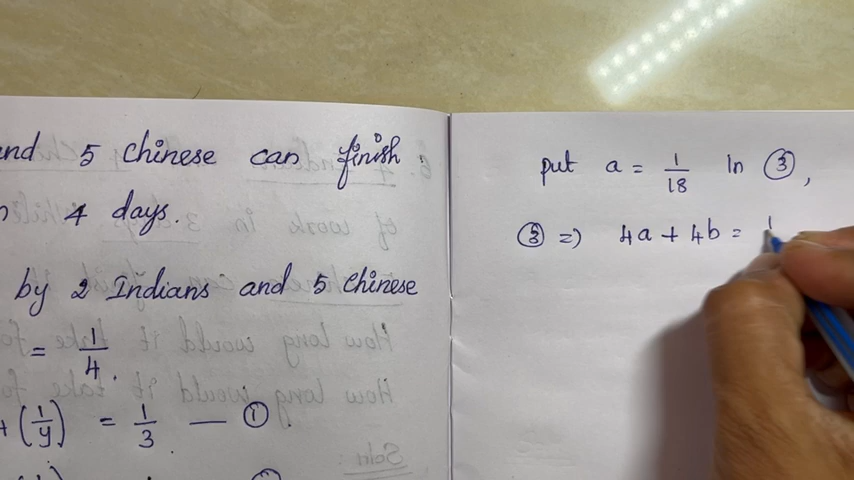 and 5 Chinese can finish
4 days.
by 2 Indians and 5 Chinese
= 1/4.
+ (1/y) = 1/3 — ①
put a = 1/18 in ③,
③ => 4a + 4b = 1